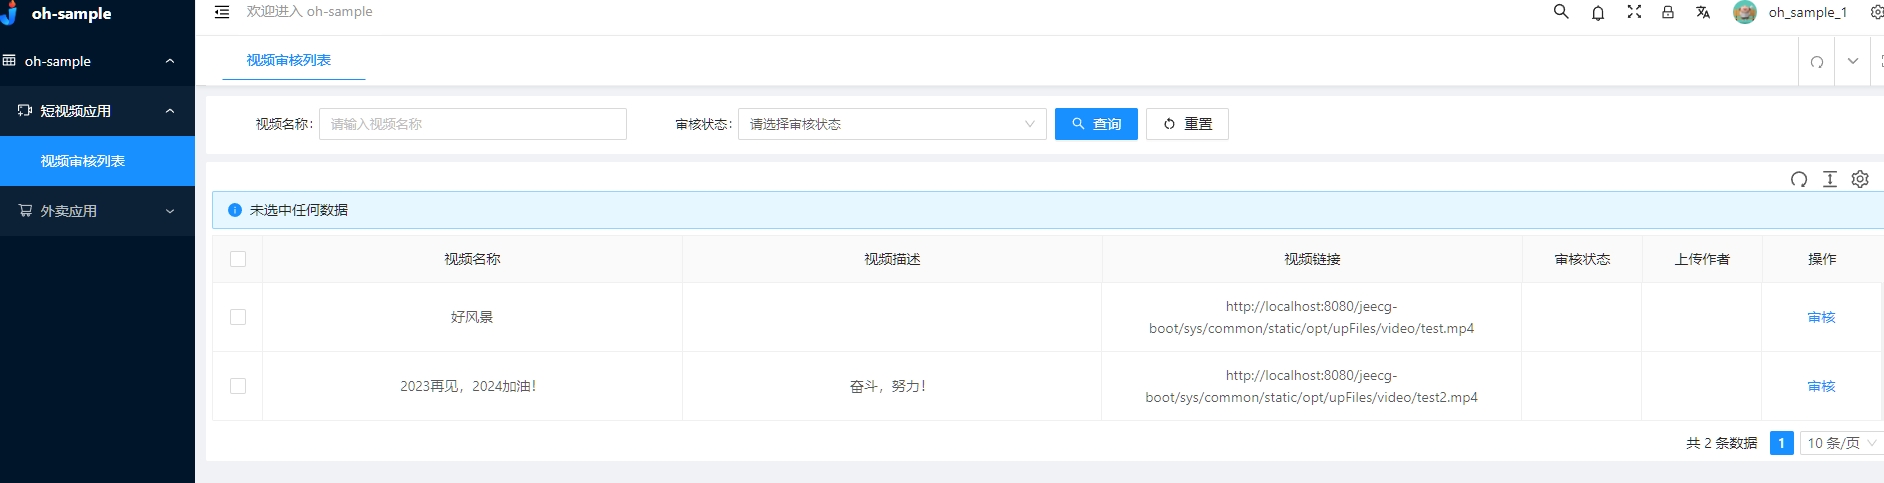 oh-sample
欢迎进入 oh-sample
oh_sample_1
oh-sample
视频审核列表
短视频应用
视频名称:
请输入视频名称
审核状态:
请选择审核状态
查询
重置
视频审核列表
外卖应用
未选中任何数据
视频名称
视频描述
视频链接
审核状态
上传作者
操作
好风景
http://localhost:8080/jeecg-
boot/sys/common/static/opt/upFiles/video/test.mp4
审核
2023再见，2024加油！
奋斗，努力！
http://localhost:8080/jeecg-
boot/sys/common/static/opt/upFiles/video/test2.mp4
审核
共 2 条数据
1
10 条/页